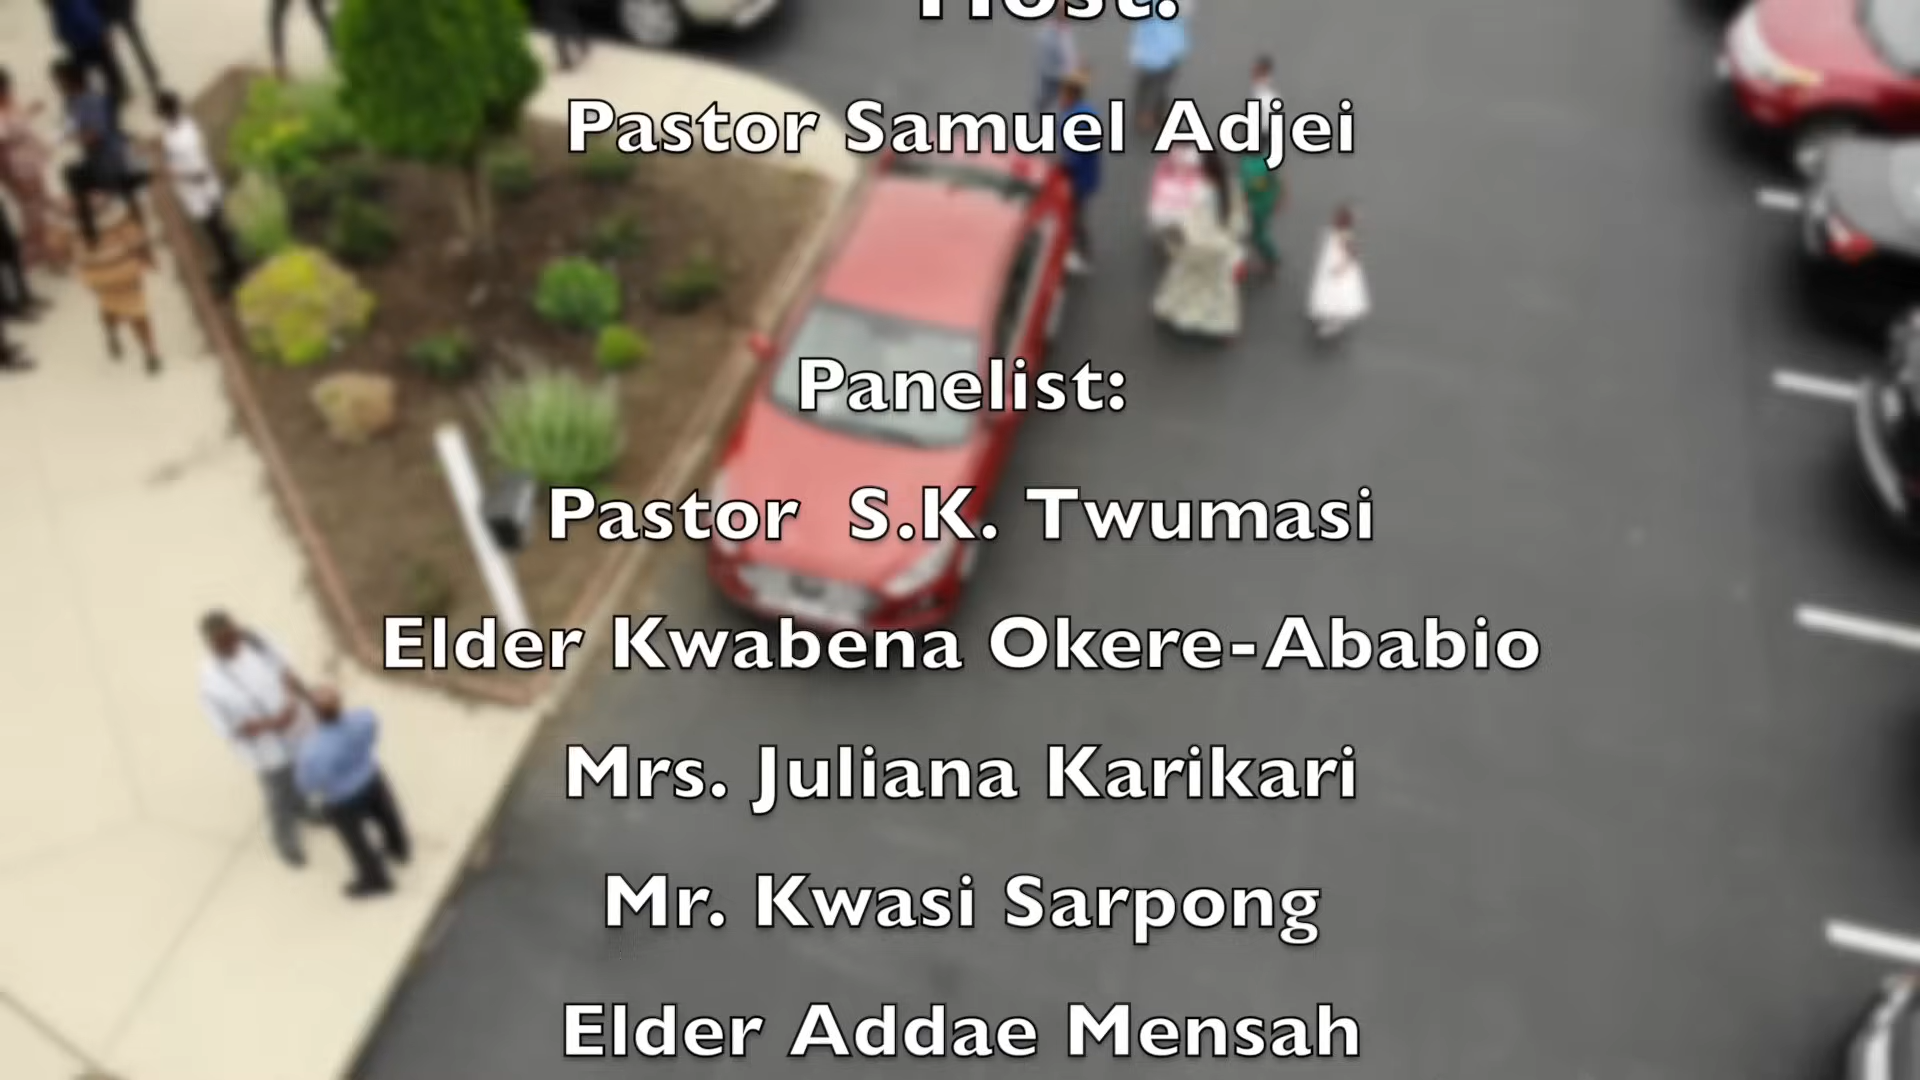 Host:
Pastor Samuel Adjei
Panelist:
Pastor  S.K. Twumasi
Elder Kwabena Okere-Ababio
Mrs. Juliana Karikari
Mr. Kwasi Sarpong
Elder Addae Mensah